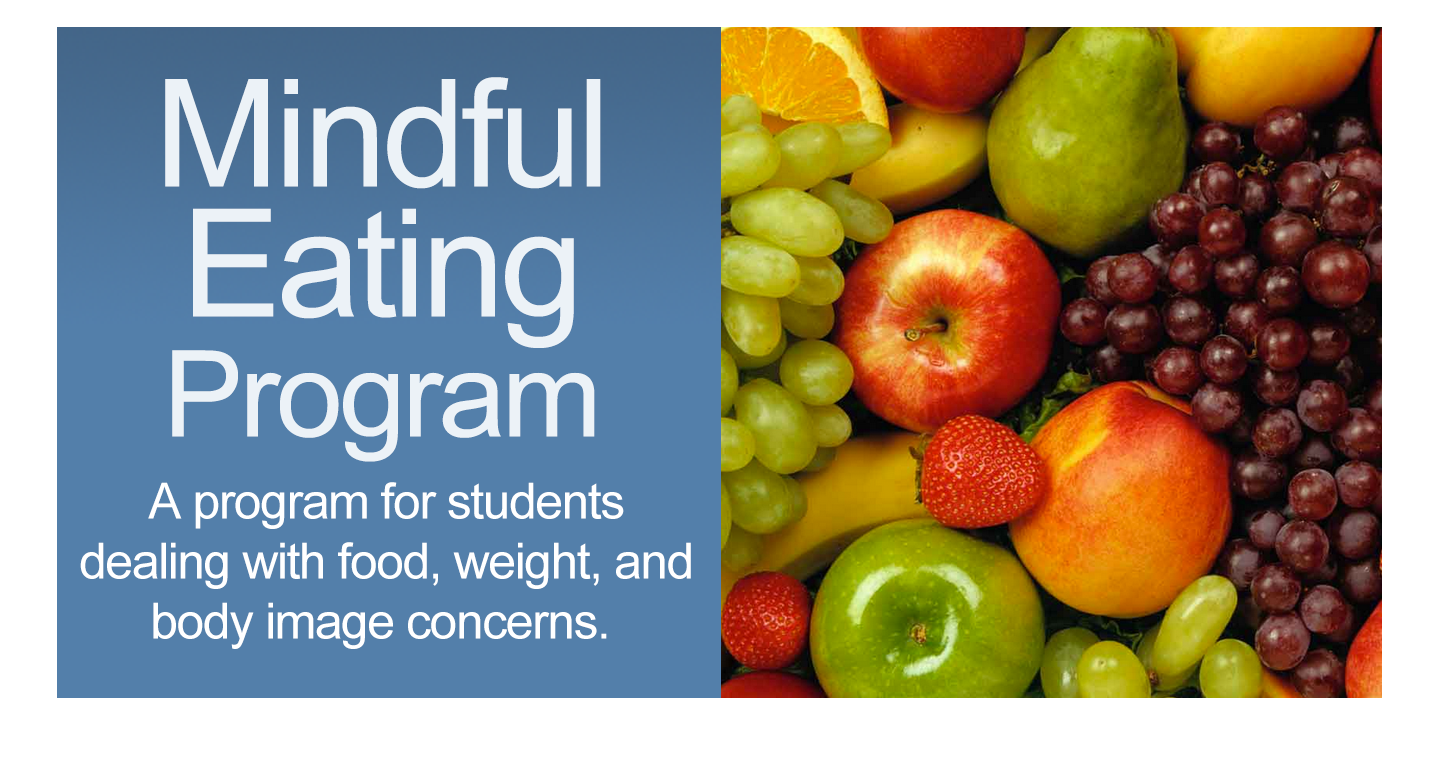 Mindful
Eating
Program
A program for students
dealing with food, weight, and
body image concerns.